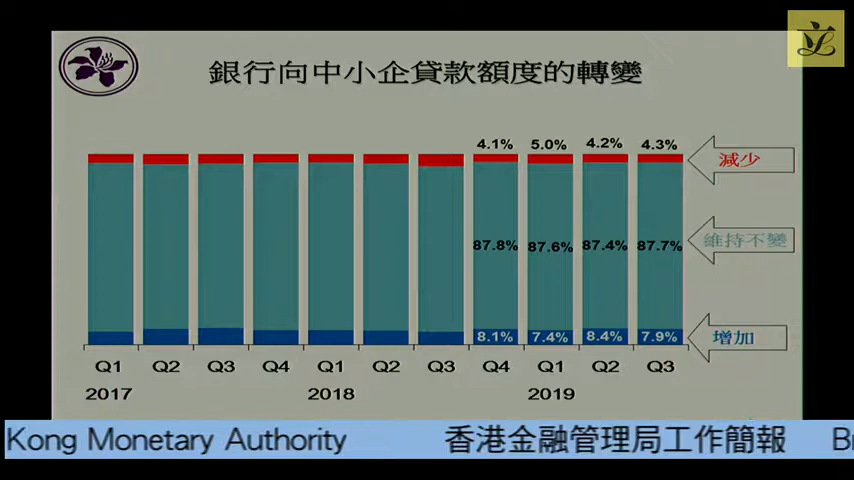 銀行向中小企貸款額度的轉變
4.1% 5.0% 4.2% 4.3%
減少
87.8% 87.6% 87.4% 87.7%
維持不變
8.1% 7.4% 8.4% 7.9%
增加
Q1 Q2 Q3 Q4 Q1 Q2 Q3 Q4 Q1 Q2 Q3
2017 2018 2019
Kong Monetary Authority 香港金融管理局工作簡報